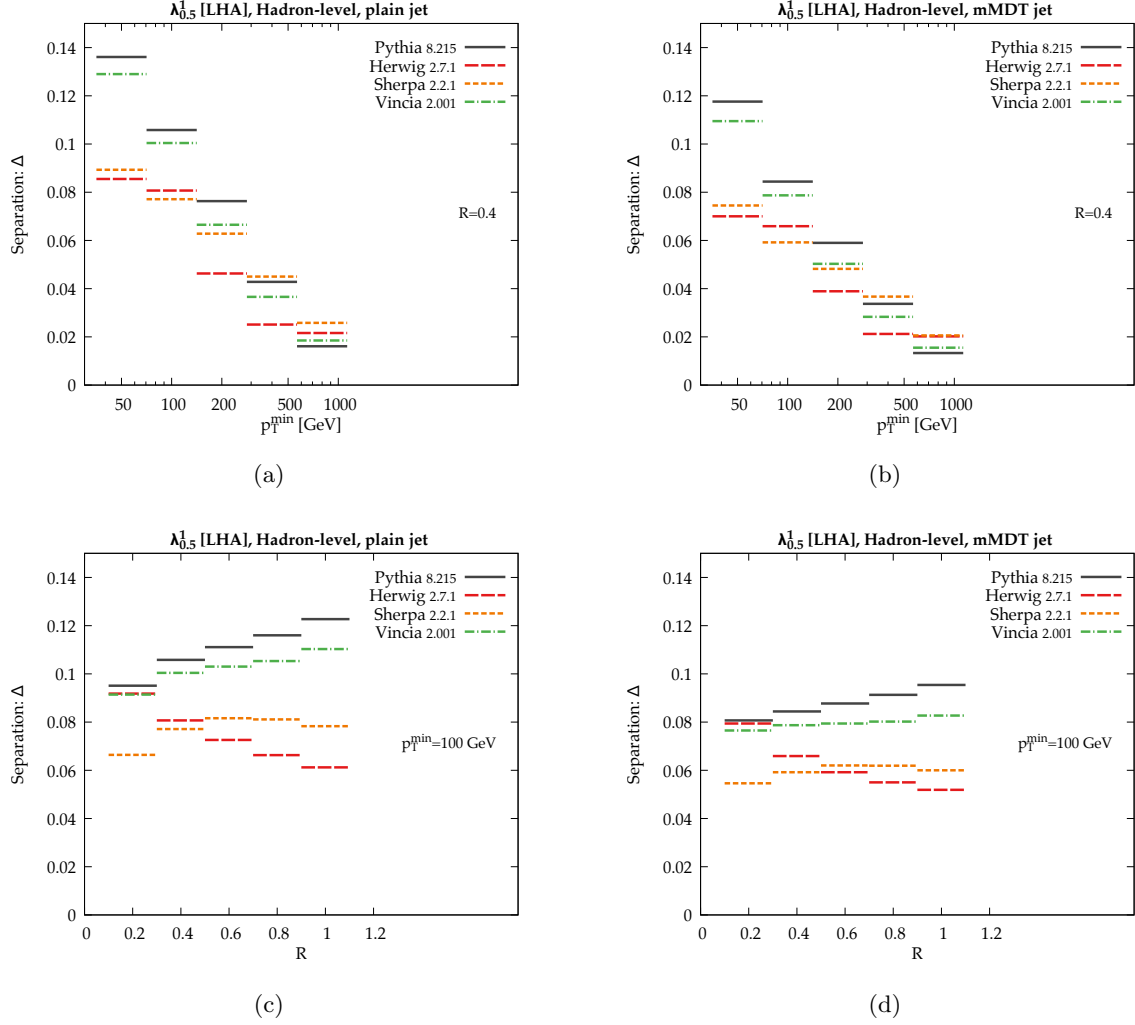 λ¹₀.₅ [LHA], Hadron-level, plain jet
Separation: Δ
0.14
0.12
0.1
0.08
0.06
0.04
0.02
0
Pythia 8.215
Herwig 2.7.1
Sherpa 2.2.1
Vincia 2.001
R=0.4
50 100 200 500 1000
p_T^min [GeV]
(a)
λ¹₀.₅ [LHA], Hadron-level, mMDT jet
Separation: Δ
0.14
0.12
0.1
0.08
0.06
0.04
0.02
0
Pythia 8.215
Herwig 2.7.1
Sherpa 2.2.1
Vincia 2.001
R=0.4
50 100 200 500 1000
p_T^min [GeV]
(b)
λ¹₀.₅ [LHA], Hadron-level, plain jet
Separation: Δ
0.14
0.12
0.1
0.08
0.06
0.04
0.02
0
Pythia 8.215
Herwig 2.7.1
Sherpa 2.2.1
Vincia 2.001
p_T^min=100 GeV
0 0.2 0.4 0.6 0.8 1 1.2
R
(c)
λ¹₀.₅ [LHA], Hadron-level, mMDT jet
Separation: Δ
0.14
0.12
0.1
0.08
0.06
0.04
0.02
0
Pythia 8.215
Herwig 2.7.1
Sherpa 2.2.1
Vincia 2.001
p_T^min=100 GeV
0 0.2 0.4 0.6 0.8 1 1.2
R
(d)